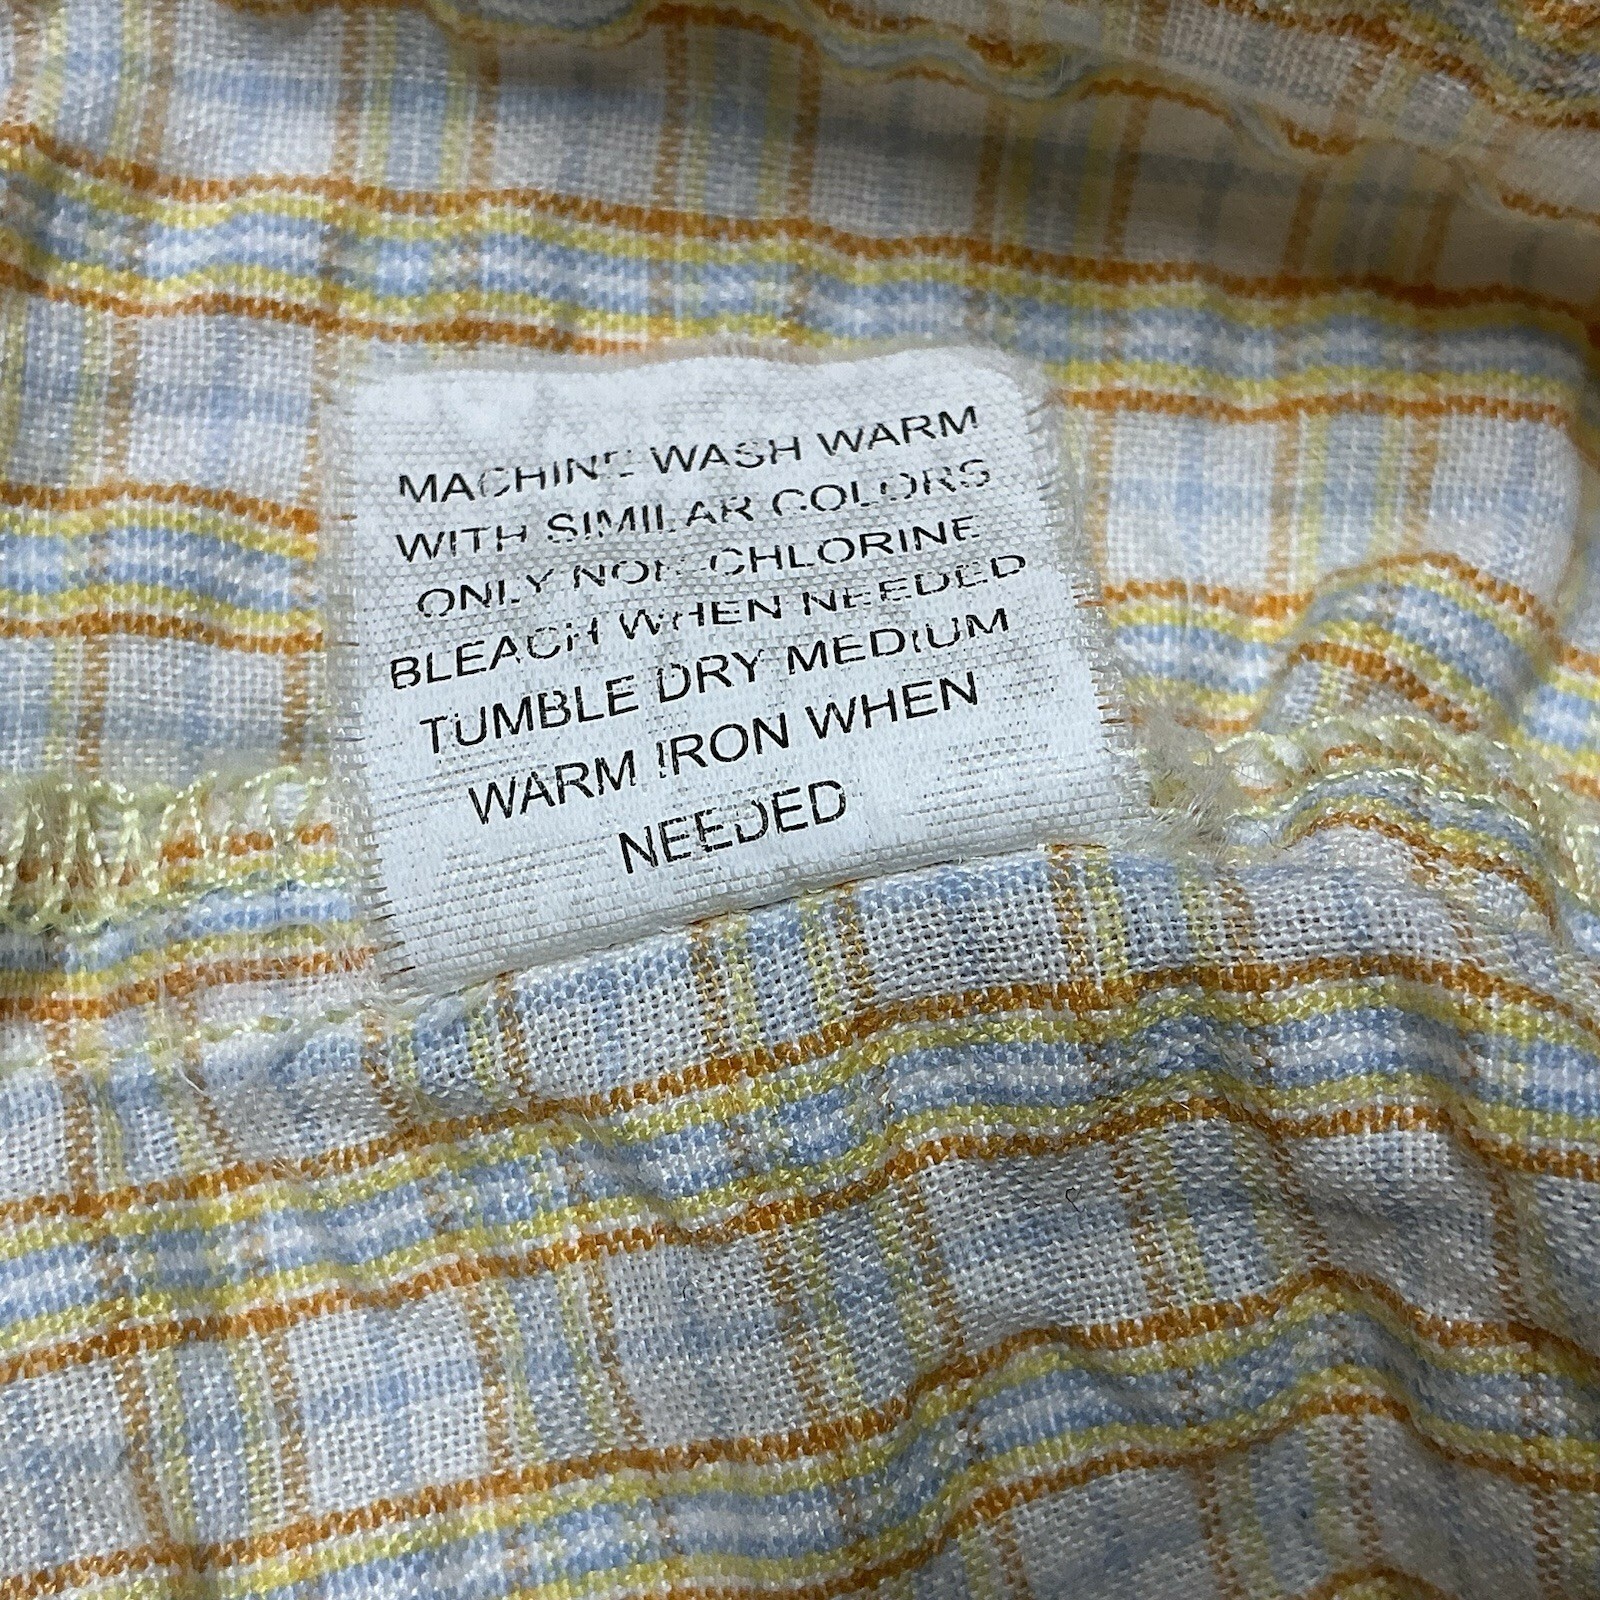 MACHINE WASH WARM
WITH SIMILAR COLORS
ONLY NON-CHLORINE
BLEACH WHEN NEEDED
TUMBLE DRY MEDIUM
WARM IRON WHEN
NEEDED